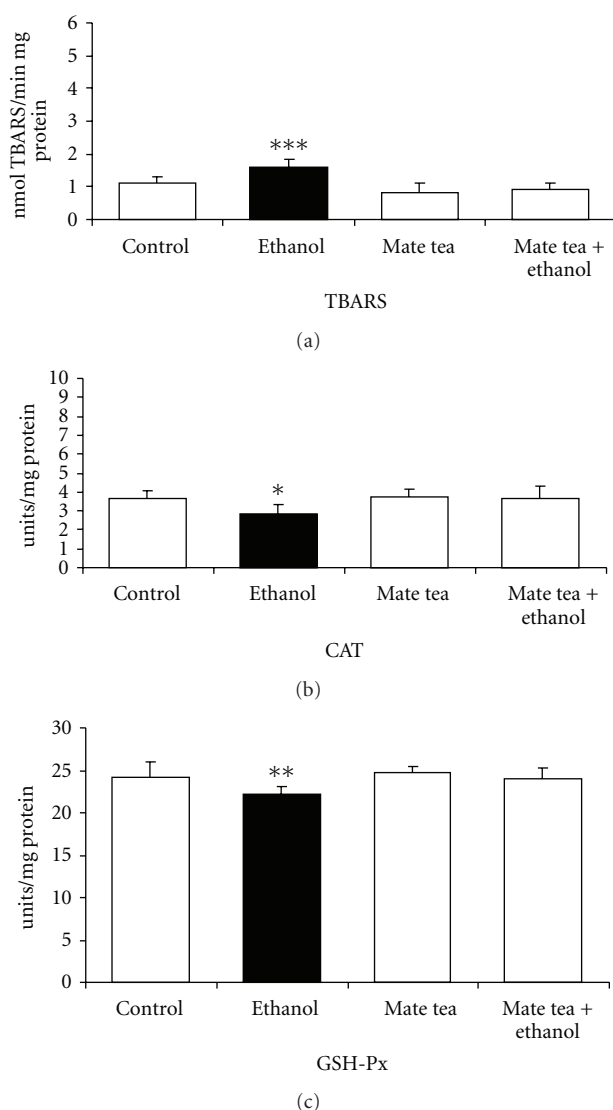 nmol TBARS/min mg
protein
6
5
4
3
2
1
0
***
Control Ethanol Mate tea Mate tea +
ethanol
TBARS
(a)
units/mg protein
10
9
8
7
6
5
4
3
2
1
0
*
Control Ethanol Mate tea Mate tea +
ethanol
CAT
(b)
units/mg protein
30
25
20
15
10
5
0
**
Control Ethanol Mate tea Mate tea +
ethanol
GSH-Px
(c)